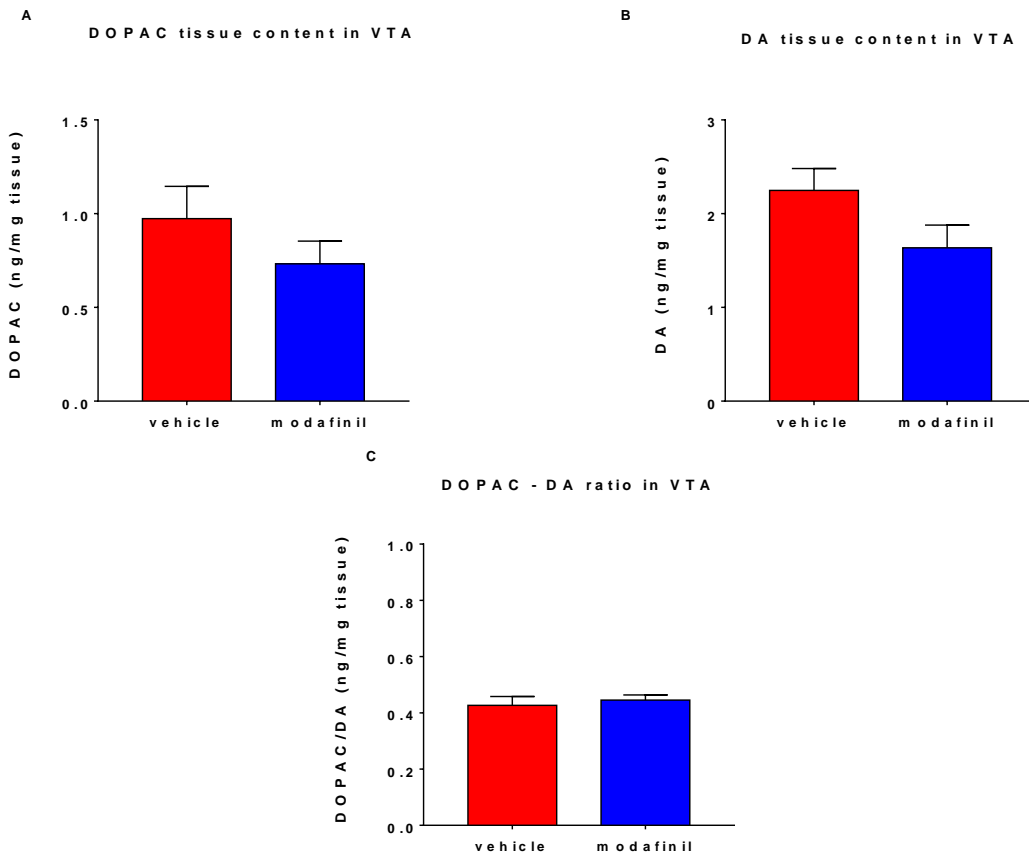 A
DOPAC tissue content in VTA
DOPAC (ng/mg tissue)
1.5
1.0
0.5
0.0
vehicle modafinil
B
DA tissue content in VTA
DA (ng/mg tissue)
3
2
1
0
vehicle modafinil
C
DOPAC - DA ratio in VTA
DOPAC/DA (ng/mg tissue)
1.0
0.8
0.6
0.4
0.2
0.0
vehicle modafinil